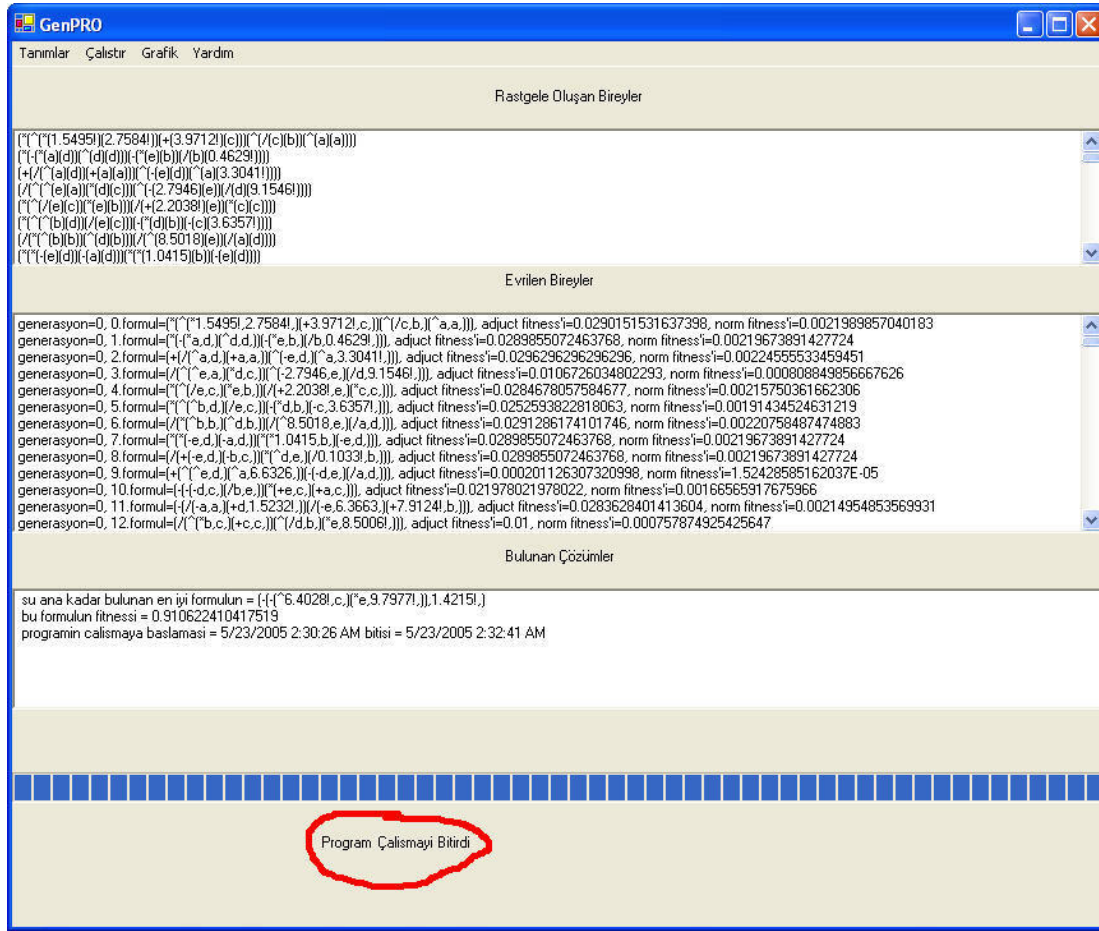 GenPRO
Tanımlar Çalıstır Grafik Yardım
Rastgele Oluşan Bireyler
(*(^(*(1.5495!)(2.7584!))(+(3.9712!)(c)))(^(/(c)(b))(^(a)(a))))
(*(-(*(a)(d))(^(d)(d)))(-(*(e)(b))(/(b)(0.4629!))))
(+(/(^(a)(d))(+(a)(a)))(^(-(e)(d))(^(a)(3.3041!))))
(/(^(^(e)(a))(*(d)(c)))(^(-(2.7946)(e))(/(d)(9.1546!))))
(*(^(/(e)(c))(*(e)(b)))(/(+(2.2038!)(e))(*(c)(c))))
(*(^(^(b)(d))(/(e)(c)))(-(*(d)(b))(-(c)(3.6357!))))
(/(*(^(b)(b))(^(d)(b)))(/(^(8.5018)(e))(/(a)(d))))
(*(*(-(e)(d))(-(a)(d)))(*(*(1.0415)(b))(-(e)(d))))
Evrilen Bireyler
generasyon=0, 0.formul=(*(^(*1.5495!,2.7584!,)(+3.9712!,c,))(^(/c,b,)(^a,a,))), adjuct fitness'i=0.0290151531637398, norm fitness'i=0.0021989857040183
generasyon=0, 1.formul=(*(-(*a,d,)(^d,d,))(-(*e,b,)(/b,0.4629!,))), adjuct fitness'i=0.0289855072463768, norm fitness'i=0.00219673891427724
generasyon=0, 2.formul=(+(/(^a,d,)(+a,a,))(^(-e,d,)(^a,3.3041!,))), adjuct fitness'i=0.0296296296296296, norm fitness'i=0.00224555533459451
generasyon=0, 3.formul=(/(^(^e,a,)(*d,c,))(^(-2.7946,e,)(/d,9.1546!,))), adjuct fitness'i=0.0106726034802293, norm fitness'i=0.000808849856667626
generasyon=0, 4.formul=(*(^(/e,c,)(*e,b,))(/(+2.2038!,e,)(*c,c,))), adjuct fitness'i=0.0284678057584677, norm fitness'i=0.00215750361662306
generasyon=0, 5.formul=(*(^(^b,d,)(/e,c,))(-(*d,b,)(-c,3.6357!,))), adjuct fitness'i=0.0252593822818063, norm fitness'i=0.00191434524631219
generasyon=0, 6.formul=(/(*(^b,b,)(^d,b,))(/(^8.5018,e,)(/a,d,))), adjuct fitness'i=0.0291286174101746, norm fitness'i=0.00220758487474883
generasyon=0, 7.formul=(*(*(-e,d,)(-a,d,))(*(*1.0415,b,)(-e,d,))), adjuct fitness'i=0.0289855072463768, norm fitness'i=0.00219673891427724
generasyon=0, 8.formul=(/(+(-e,d,)(-b,c,))(*(^d,e,)(/0.1033!,b,))), adjuct fitness'i=0.0289855072463768, norm fitness'i=0.00219673891427724
generasyon=0, 9.formul=(+(^(^e,d,)(^a,6.6326,))(-(-d,e,)(/a,d,))), adjuct fitness'i=0.000201126307320998, norm fitness'i=1.52428585162037E-05
generasyon=0, 10.formul=(-(-(-d,c,)(/b,e,))(*(+e,c,)(+a,c,))), adjuct fitness'i=0.021978021978022, norm fitness'i=0.00166565917675966
generasyon=0, 11.formul=(-(/(-a,a,)(+d,1.5232!,))(/(-e,6.3663,)(+7.9124!,b,))), adjuct fitness'i=0.0283628401413604, norm fitness'i=0.00214954853569931
generasyon=0, 12.formul=(/(^(*b,c,)(+c,c,))(^(/d,b,)(*e,8.5006!,))), adjuct fitness'i=0.01, norm fitness'i=0.000757874925425647
Bulunan Çözümler
su ana kadar bulunan en iyi formulun = (-(-(^6.4028!,c,)(*e,9.7977!,)),1.4215!,)
bu formulun fitnessi = 0.910622410417519
programin calismaya baslamasi = 5/23/2005 2:30:26 AM bitisi = 5/23/2005 2:32:41 AM
Program Çalismayi Bitirdi